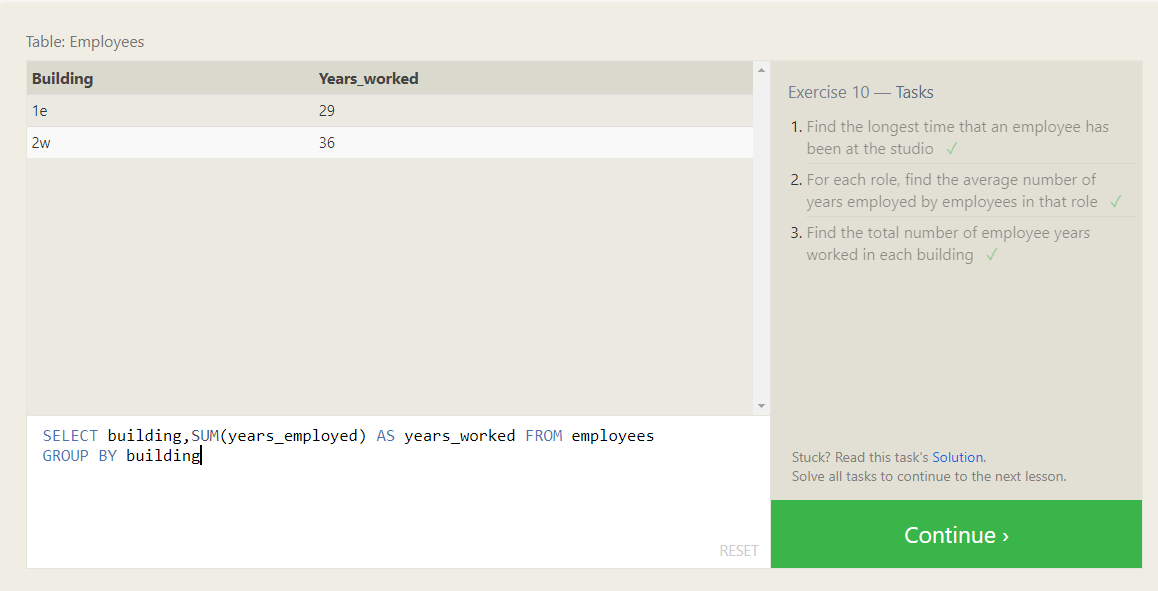 Table: Employees
Building Years_worked
1e 29
2w 36
SELECT building,SUM(years_employed) AS years_worked FROM employees
GROUP BY building
RESET
Exercise 10 — Tasks
1. Find the longest time that an employee has
been at the studio ✓
2. For each role, find the average number of
years employed by employees in that role ✓
3. Find the total number of employee years
worked in each building ✓
Stuck? Read this task's Solution.
Solve all tasks to continue to the next lesson.
Continue ›